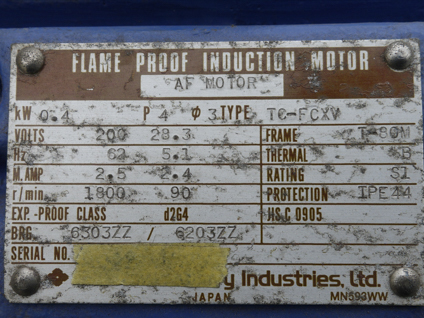 FLAME PROOF INDUCTION MOTOR
AF MOTOR
kW 0.4 P 4 φ 3 TYPE TC-FCXV
VOLTS 200 28.3 FRAME T-80M
Hz 62 5.1 THERMAL B
M.AMP 2.5 2.4 RATING S1
r/min 1800 90 PROTECTION IPE44
EXP.-PROOF CLASS d2G4 HS C 0905
BRG 6303ZZ / 6203ZZ
SERIAL NO.
y Industries, Ltd.
JAPAN MN593WW